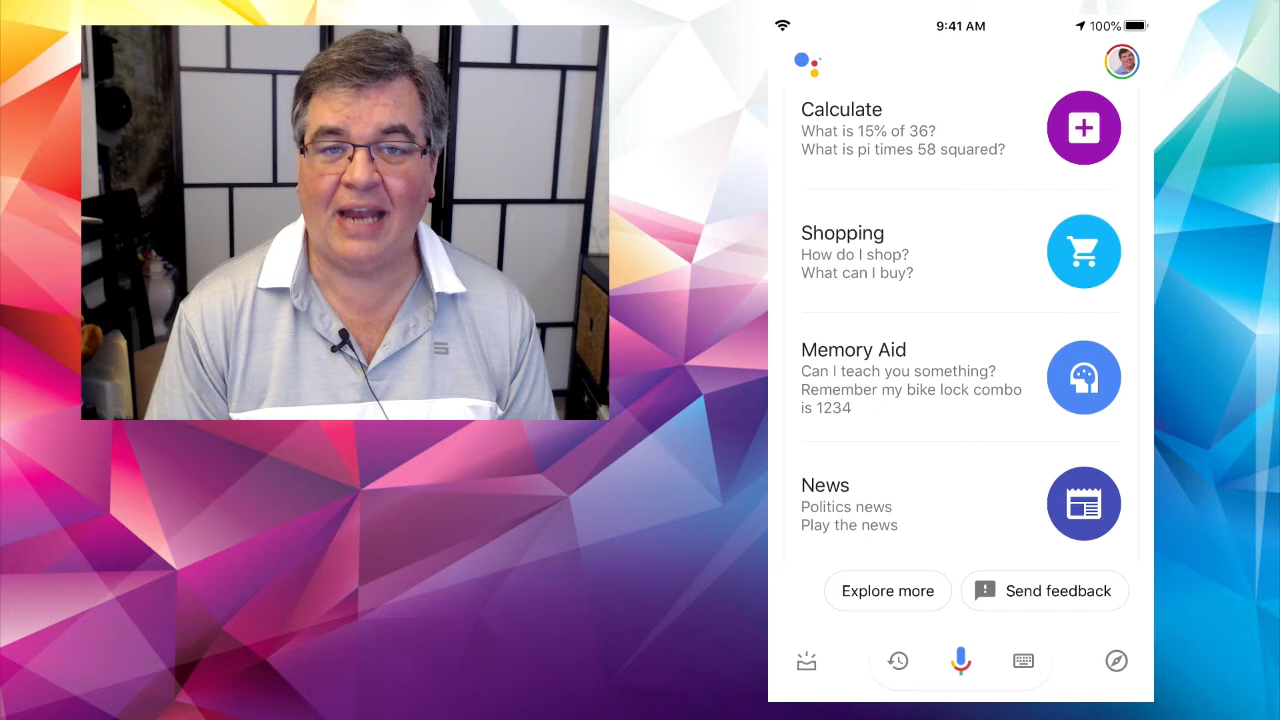 9:41 AM
100%
Calculate
What is 15% of 36?
What is pi times 58 squared?
Shopping
How do I shop?
What can I buy?
Memory Aid
Can I teach you something?
Remember my bike lock combo
is 1234
News
Politics news
Play the news
Explore more
Send feedback